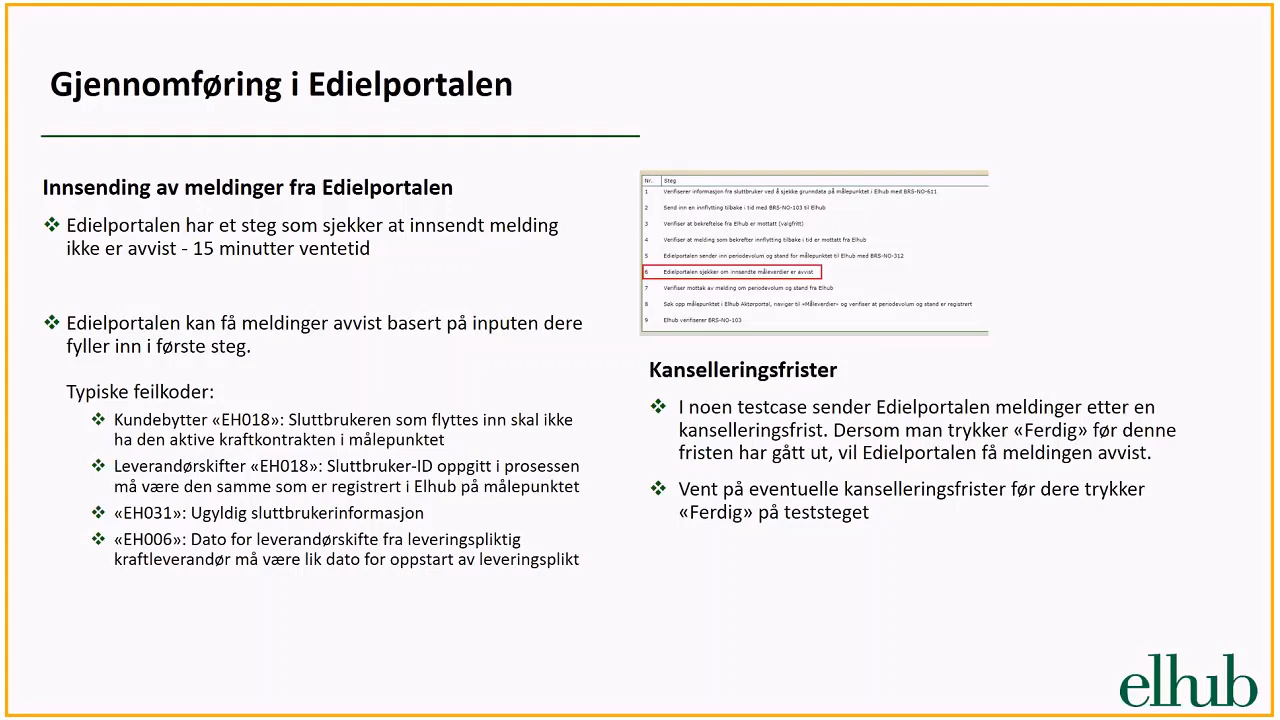 Gjennomføring i Edielportalen
Innsending av meldinger fra Edielportalen
❖ Edielportalen har et steg som sjekker at innsendt melding
ikke er avvist - 15 minutter ventetid
❖ Edielportalen kan få meldinger avvist basert på inputen dere
fyller inn i første steg.
Typiske feilkoder:
❖ Kundebytter «EH018»: Sluttbrukeren som flyttes inn skal ikke
ha den aktive kraftkontrakten i målepunktet
❖ Leverandørskifter «EH018»: Sluttbruker-ID oppgitt i prosessen
må være den samme som er registrert i Elhub på målepunktet
❖ «EH031»: Ugyldig sluttbrukerinformasjon
❖ «EH006»: Dato for leverandørskifte fra leveringspliktig
kraftleverandør må være lik dato for oppstart av leveringsplikt
Nr. Steg
1 Verifiserer informasjon fra sluttbruker ved å sjekke grunndata på målepunktet i Elhub med BRS-NO-611
2 Send inn en innflytting tilbake i tid med BRS-NO-103 til Elhub
3 Verifiser at bekreftelse fra Elhub er mottatt (valgfritt)
4 Verifiser at melding som bekrefter innflytting tilbake i tid er mottatt fra Elhub
5 Edielportalen sender inn periodevolum og stand for målepunktet til Elhub med BRS-NO-312
6 Edielportalen sjekker om innsendte måleverdier er avvist
7 Verifiser mottak av melding om periodevolum og stand fra Elhub
8 Søk opp målepunktet i Elhub Aktørportal, naviger til «Måleverdier» og verifiser at periodevolum og stand er registrert
9 Elhub verifiserer BRS-NO-103
Kanselleringsfrister
❖ I noen testcase sender Edielportalen meldinger etter en
kanselleringsfrist. Dersom man trykker «Ferdig» før denne
fristen har gått ut, vil Edielportalen få meldingen avvist.
❖ Vent på eventuelle kanselleringsfrister før dere trykker
«Ferdig» på teststeget
elhub